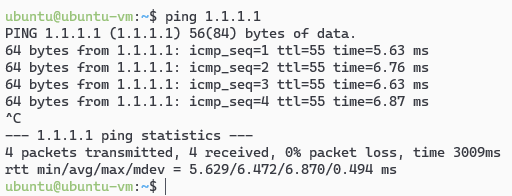 ubuntu@ubuntu-vm:~$ ping 1.1.1.1
PING 1.1.1.1 (1.1.1.1) 56(84) bytes of data.
64 bytes from 1.1.1.1: icmp_seq=1 ttl=55 time=5.63 ms
64 bytes from 1.1.1.1: icmp_seq=2 ttl=55 time=6.76 ms
64 bytes from 1.1.1.1: icmp_seq=3 ttl=55 time=6.63 ms
64 bytes from 1.1.1.1: icmp_seq=4 ttl=55 time=6.87 ms
^C
--- 1.1.1.1 ping statistics ---
4 packets transmitted, 4 received, 0% packet loss, time 3009ms
rtt min/avg/max/mdev = 5.629/6.472/6.870/0.494 ms
ubuntu@ubuntu-vm:~$